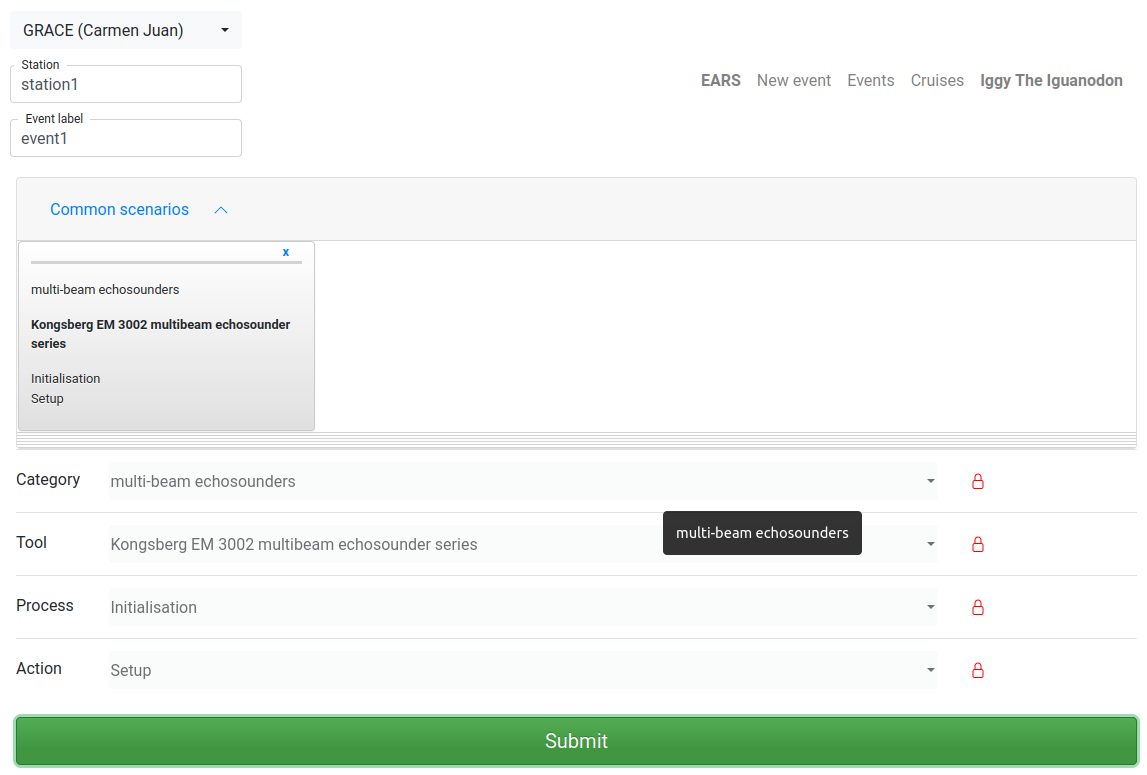 GRACE (Carmen Juan)
Station
station1
EARS New event Events Cruises Iggy The Iguanodon
Event label
event1
Common scenarios
x
multi-beam echosounders
Kongsberg EM 3002 multibeam echosounder
series
Initialisation
Setup
Category multi-beam echosounders
multi-beam echosounders
Tool Kongsberg EM 3002 multibeam echosounder series
Process Initialisation
Action Setup
Submit